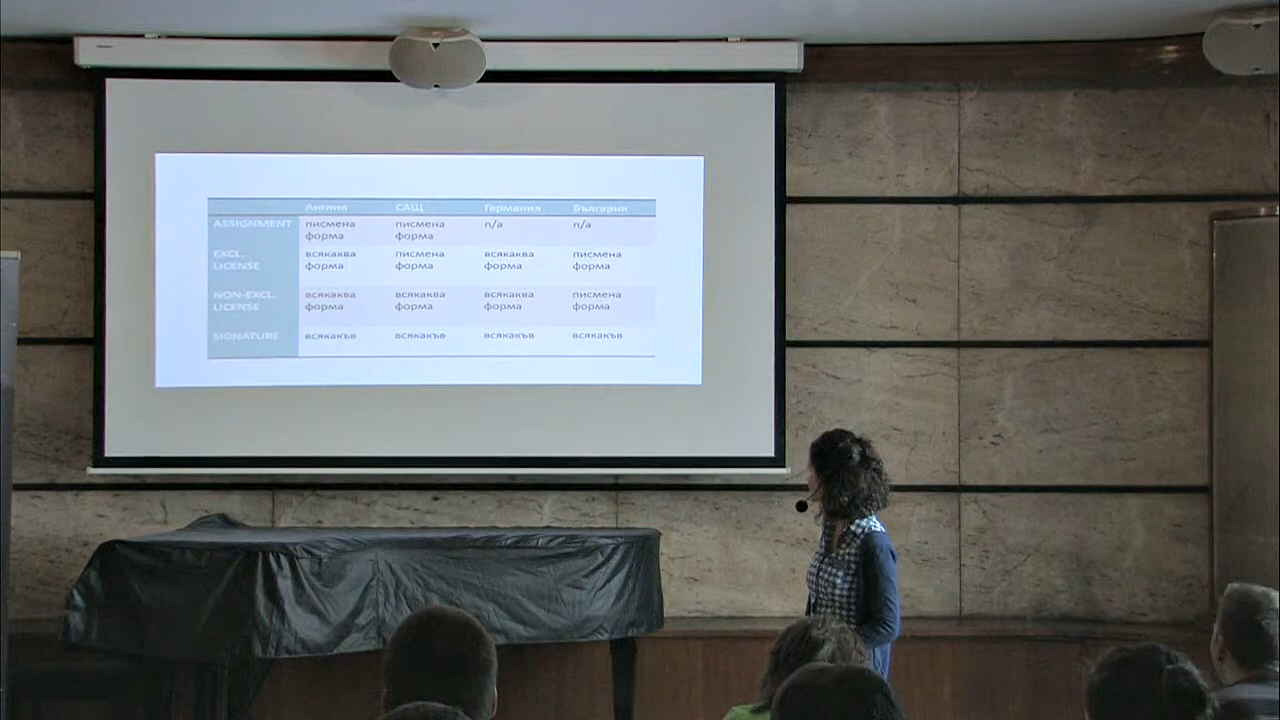 Англия САЩ Германия България
ASSIGNMENT писмена форма писмена форма n/a n/a
EXCL. LICENSE всякаква форма писмена форма всякаква форма писмена форма
NON-EXCL. LICENSE всякаква форма всякаква форма всякаква форма писмена форма
SIGNATURE всякакъв всякакъв всякакъв всякакъв